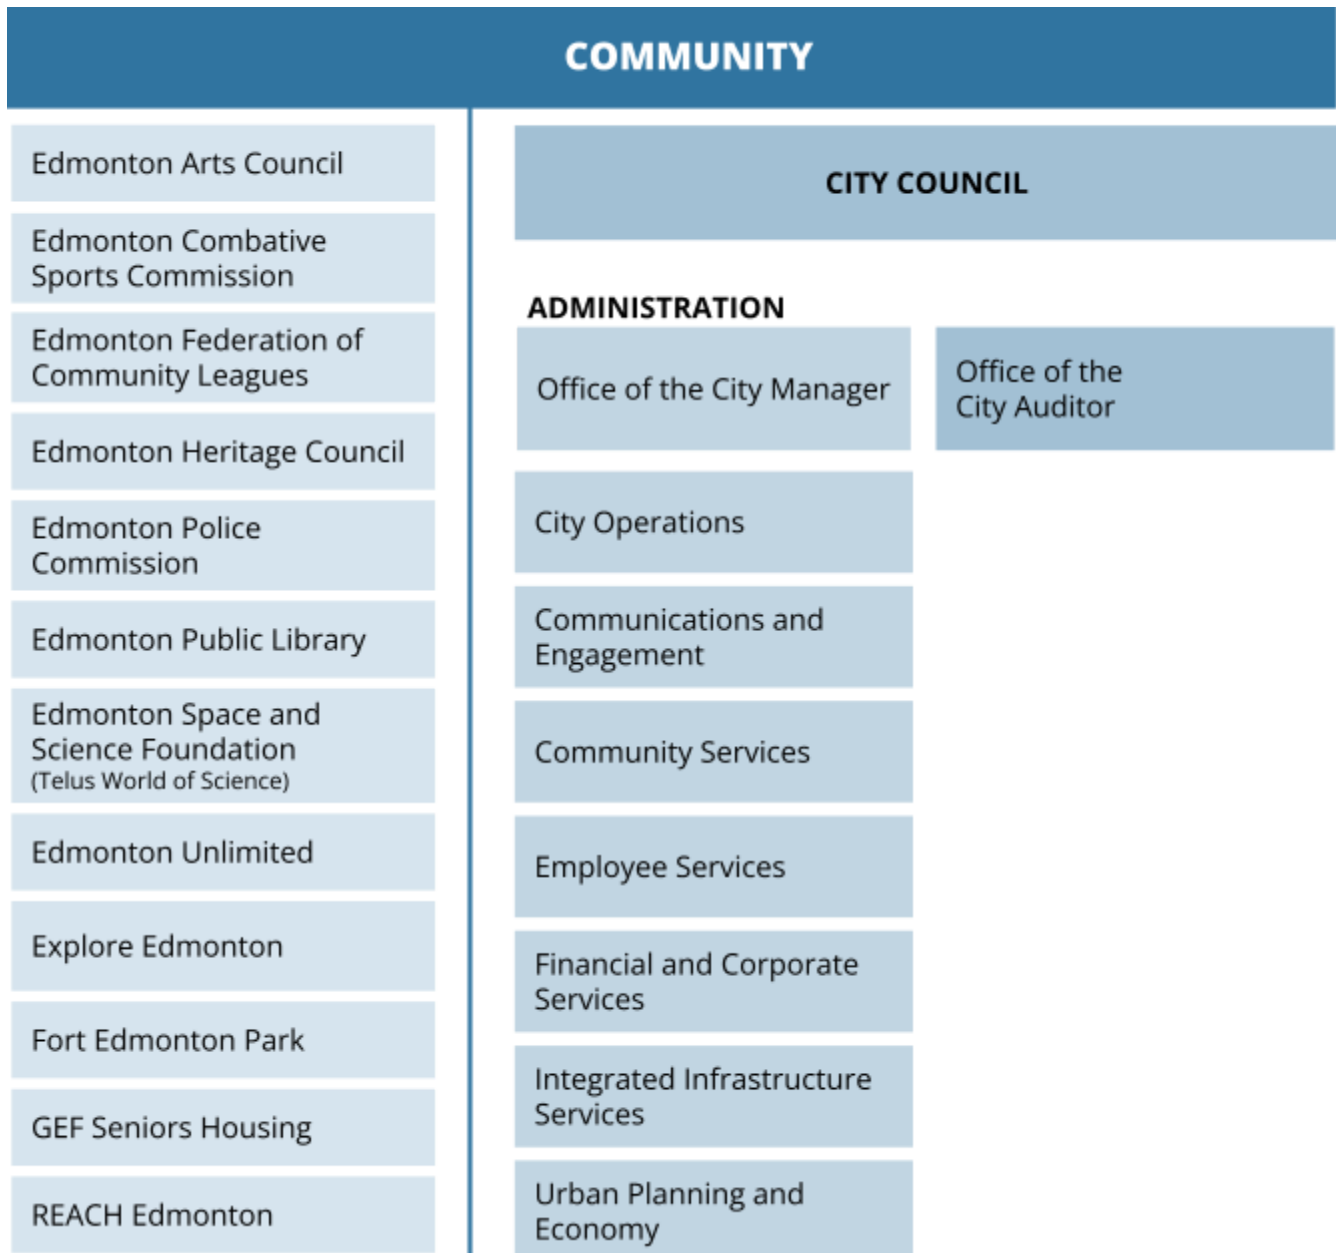 COMMUNITY
Edmonton Arts Council
Edmonton Combative
Sports Commission
Edmonton Federation of
Community Leagues
Edmonton Heritage Council
Edmonton Police
Commission
Edmonton Public Library
Edmonton Space and
Science Foundation
(Telus World of Science)
Edmonton Unlimited
Explore Edmonton
Fort Edmonton Park
GEF Seniors Housing
REACH Edmonton
CITY COUNCIL
ADMINISTRATION
Office of the City Manager
Office of the
City Auditor
City Operations
Communications and
Engagement
Community Services
Employee Services
Financial and Corporate
Services
Integrated Infrastructure
Services
Urban Planning and
Economy